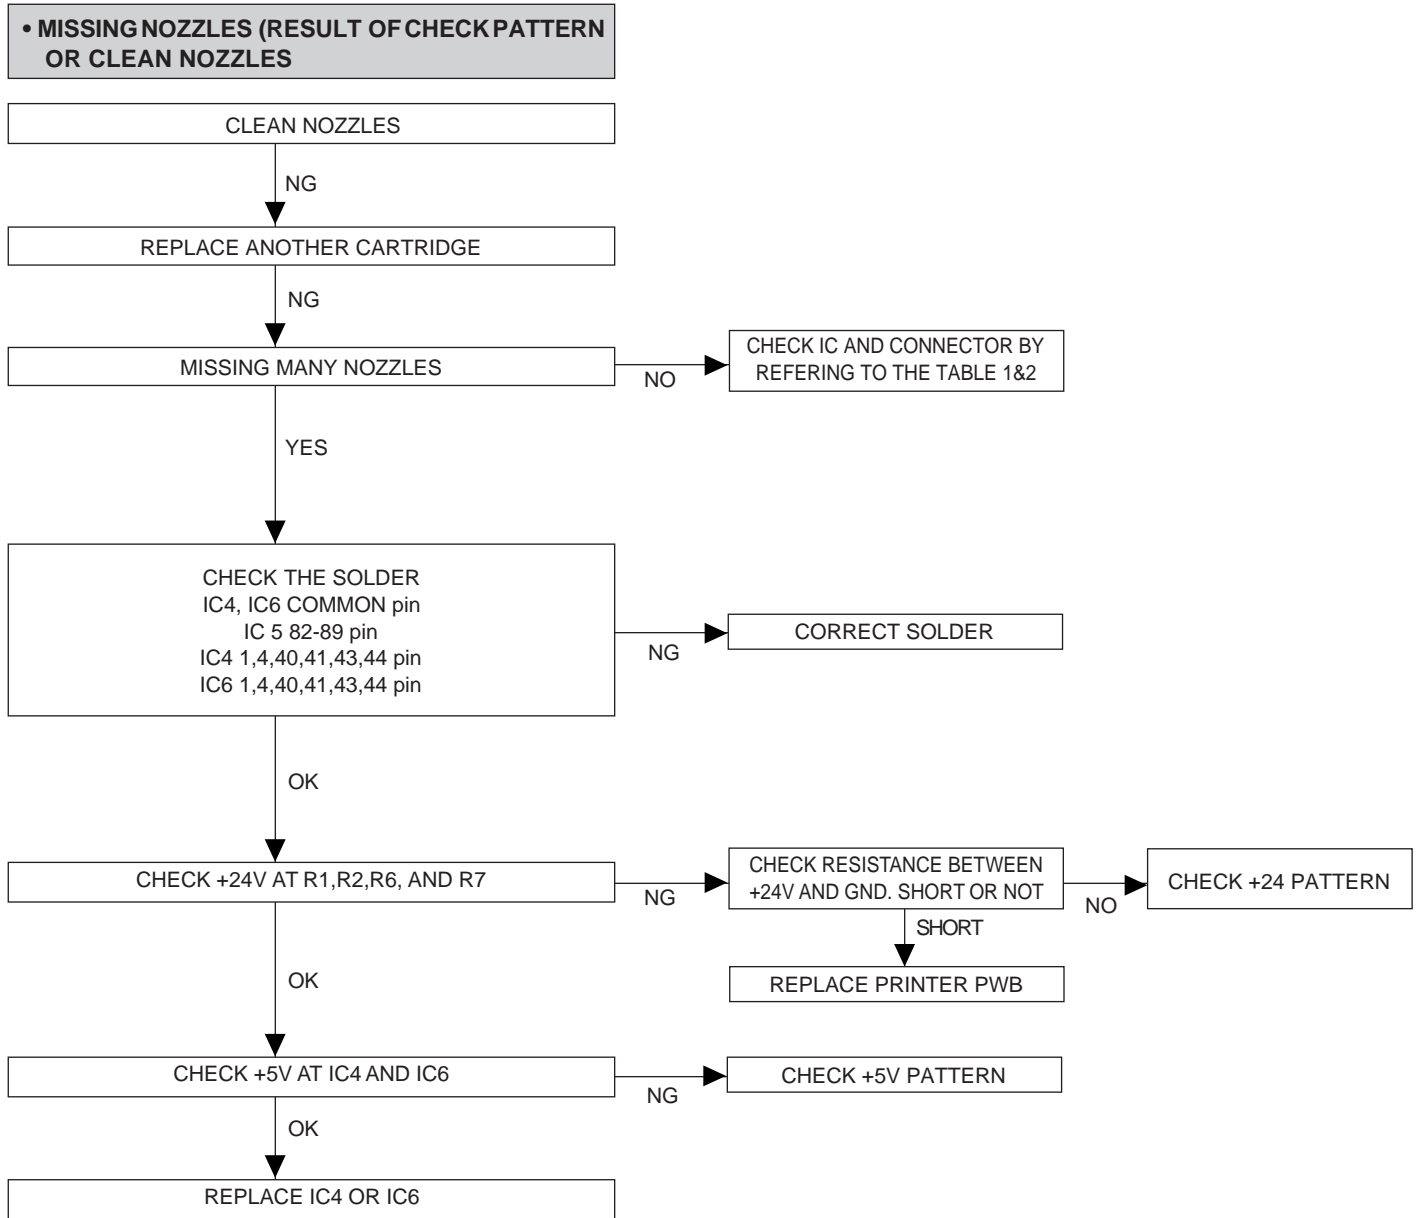 • MISSING NOZZLES (RESULT OF CHECK PATTERN
OR CLEAN NOZZLES
CLEAN NOZZLES
NG
REPLACE ANOTHER CARTRIDGE
NG
MISSING MANY NOZZLES
NO
CHECK IC AND CONNECTOR BY
REFERING TO THE TABLE 1&2
YES
CHECK THE SOLDER
IC4, IC6 COMMON pin
IC 5 82-89 pin
IC4 1,4,40,41,43,44 pin
IC6 1,4,40,41,43,44 pin
NG
CORRECT SOLDER
OK
CHECK +24V AT R1,R2,R6, AND R7
NG
CHECK RESISTANCE BETWEEN
+24V AND GND. SHORT OR NOT
NO
CHECK +24 PATTERN
SHORT
REPLACE PRINTER PWB
OK
CHECK +5V AT IC4 AND IC6
NG
CHECK +5V PATTERN
OK
REPLACE IC4 OR IC6